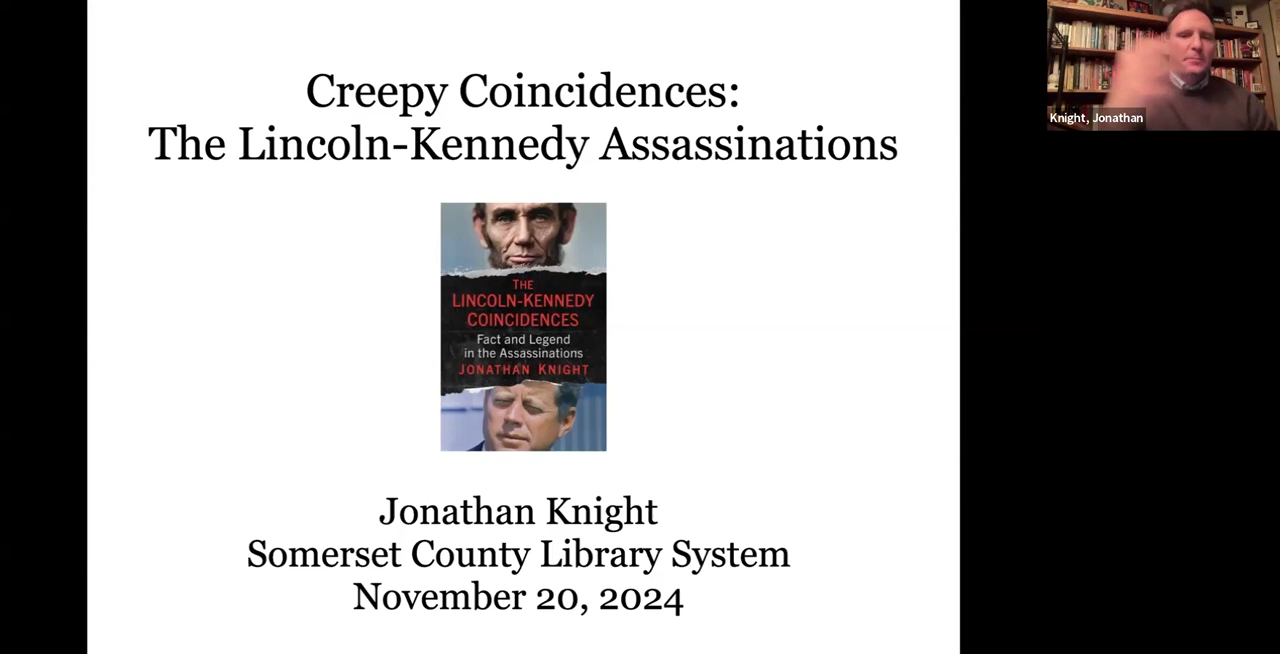 Creepy Coincidences:
The Lincoln-Kennedy Assassinations
THE
LINCOLN-KENNEDY
COINCIDENCES
Fact and Legend
in the Assassinations
JONATHAN KNIGHT
Jonathan Knight
Somerset County Library System
November 20, 2024
Knight, Jonathan